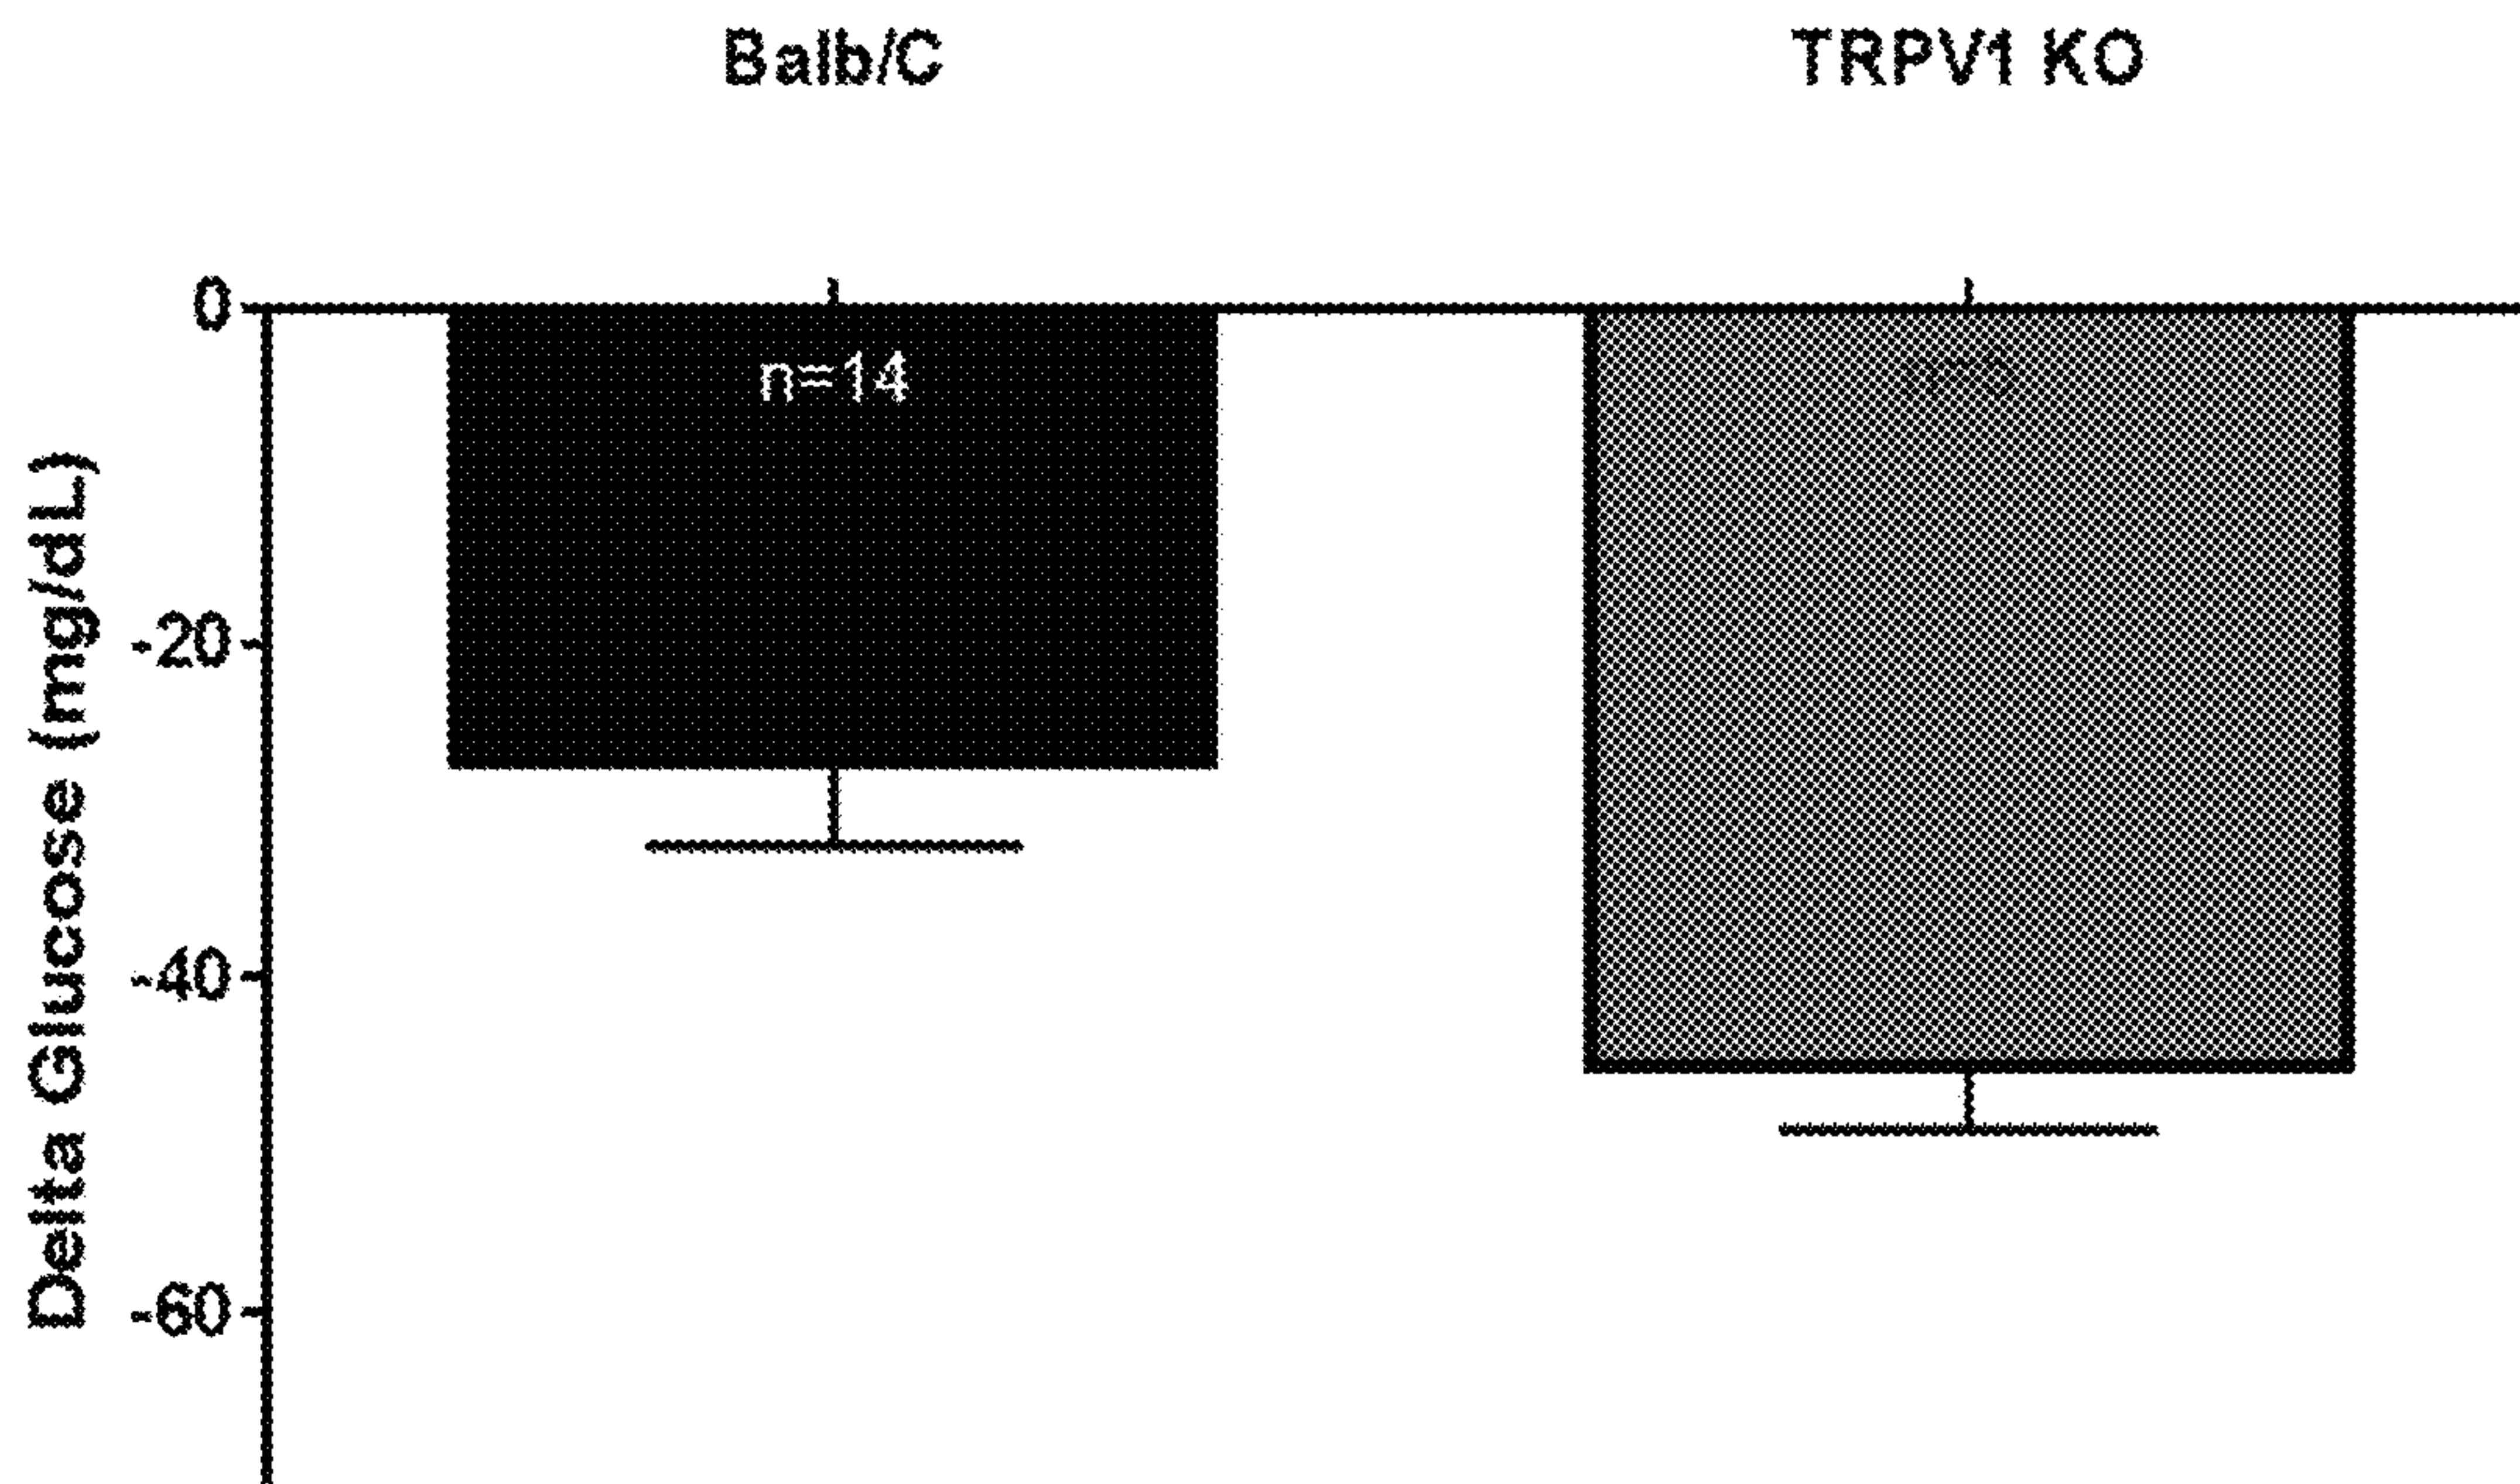 Balb/C
TRPV1 KO
0
n=14
-20
-40
-60
Delta Glucose (mg/dL)